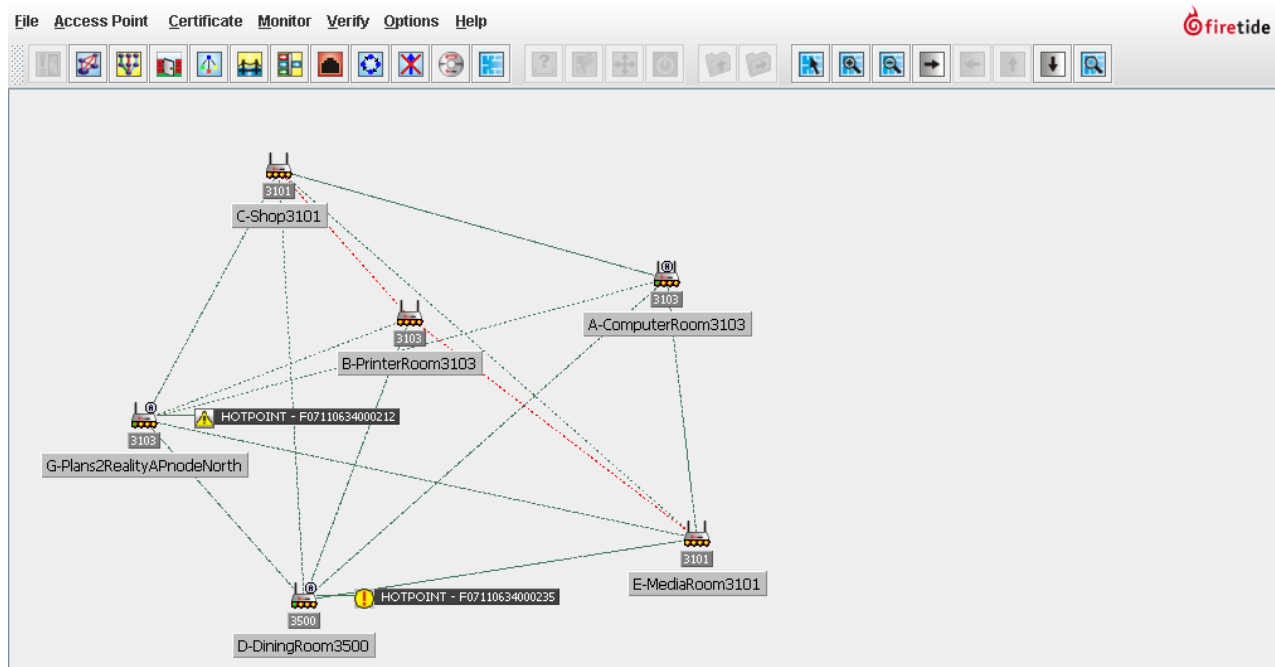 File Access Point Certificate Monitor Verify Options Help
firetide
3101
C-Shop3101
3103
A-ComputerRoom3103
3103
B-PrinterRoom3103
HOTPOINT - F07110634000212
3103
G-Plans2RealityAPnodeNorth
3101
E-MediaRoom3101
HOTPOINT - F07110634000235
3500
D-DiningRoom3500